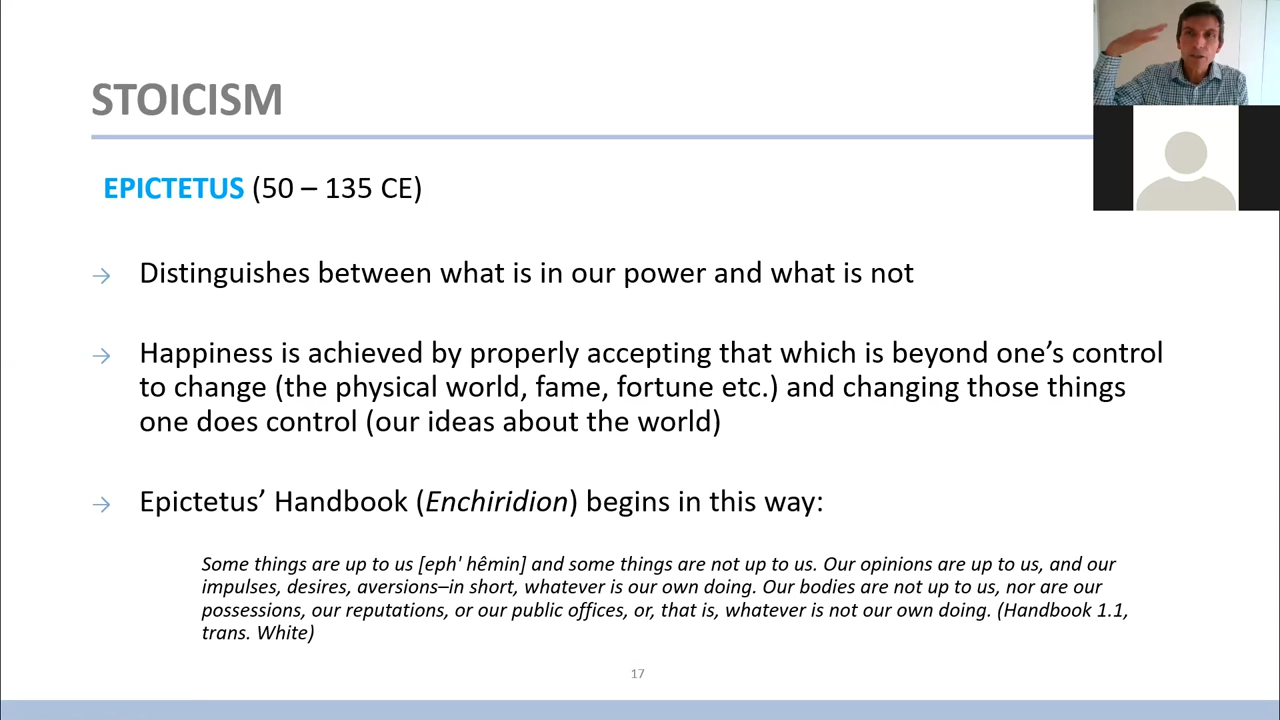 STOICISM
EPICTETUS (50 – 135 CE)
→ Distinguishes between what is in our power and what is not
→ Happiness is achieved by properly accepting that which is beyond one’s control
to change (the physical world, fame, fortune etc.) and changing those things
one does control (our ideas about the world)
→ Epictetus’ Handbook (Enchiridion) begins in this way:
Some things are up to us [eph' hêmin] and some things are not up to us. Our opinions are up to us, and our
impulses, desires, aversions–in short, whatever is our own doing. Our bodies are not up to us, nor are our
possessions, our reputations, or our public offices, or, that is, whatever is not our own doing. (Handbook 1.1,
trans. White)
17